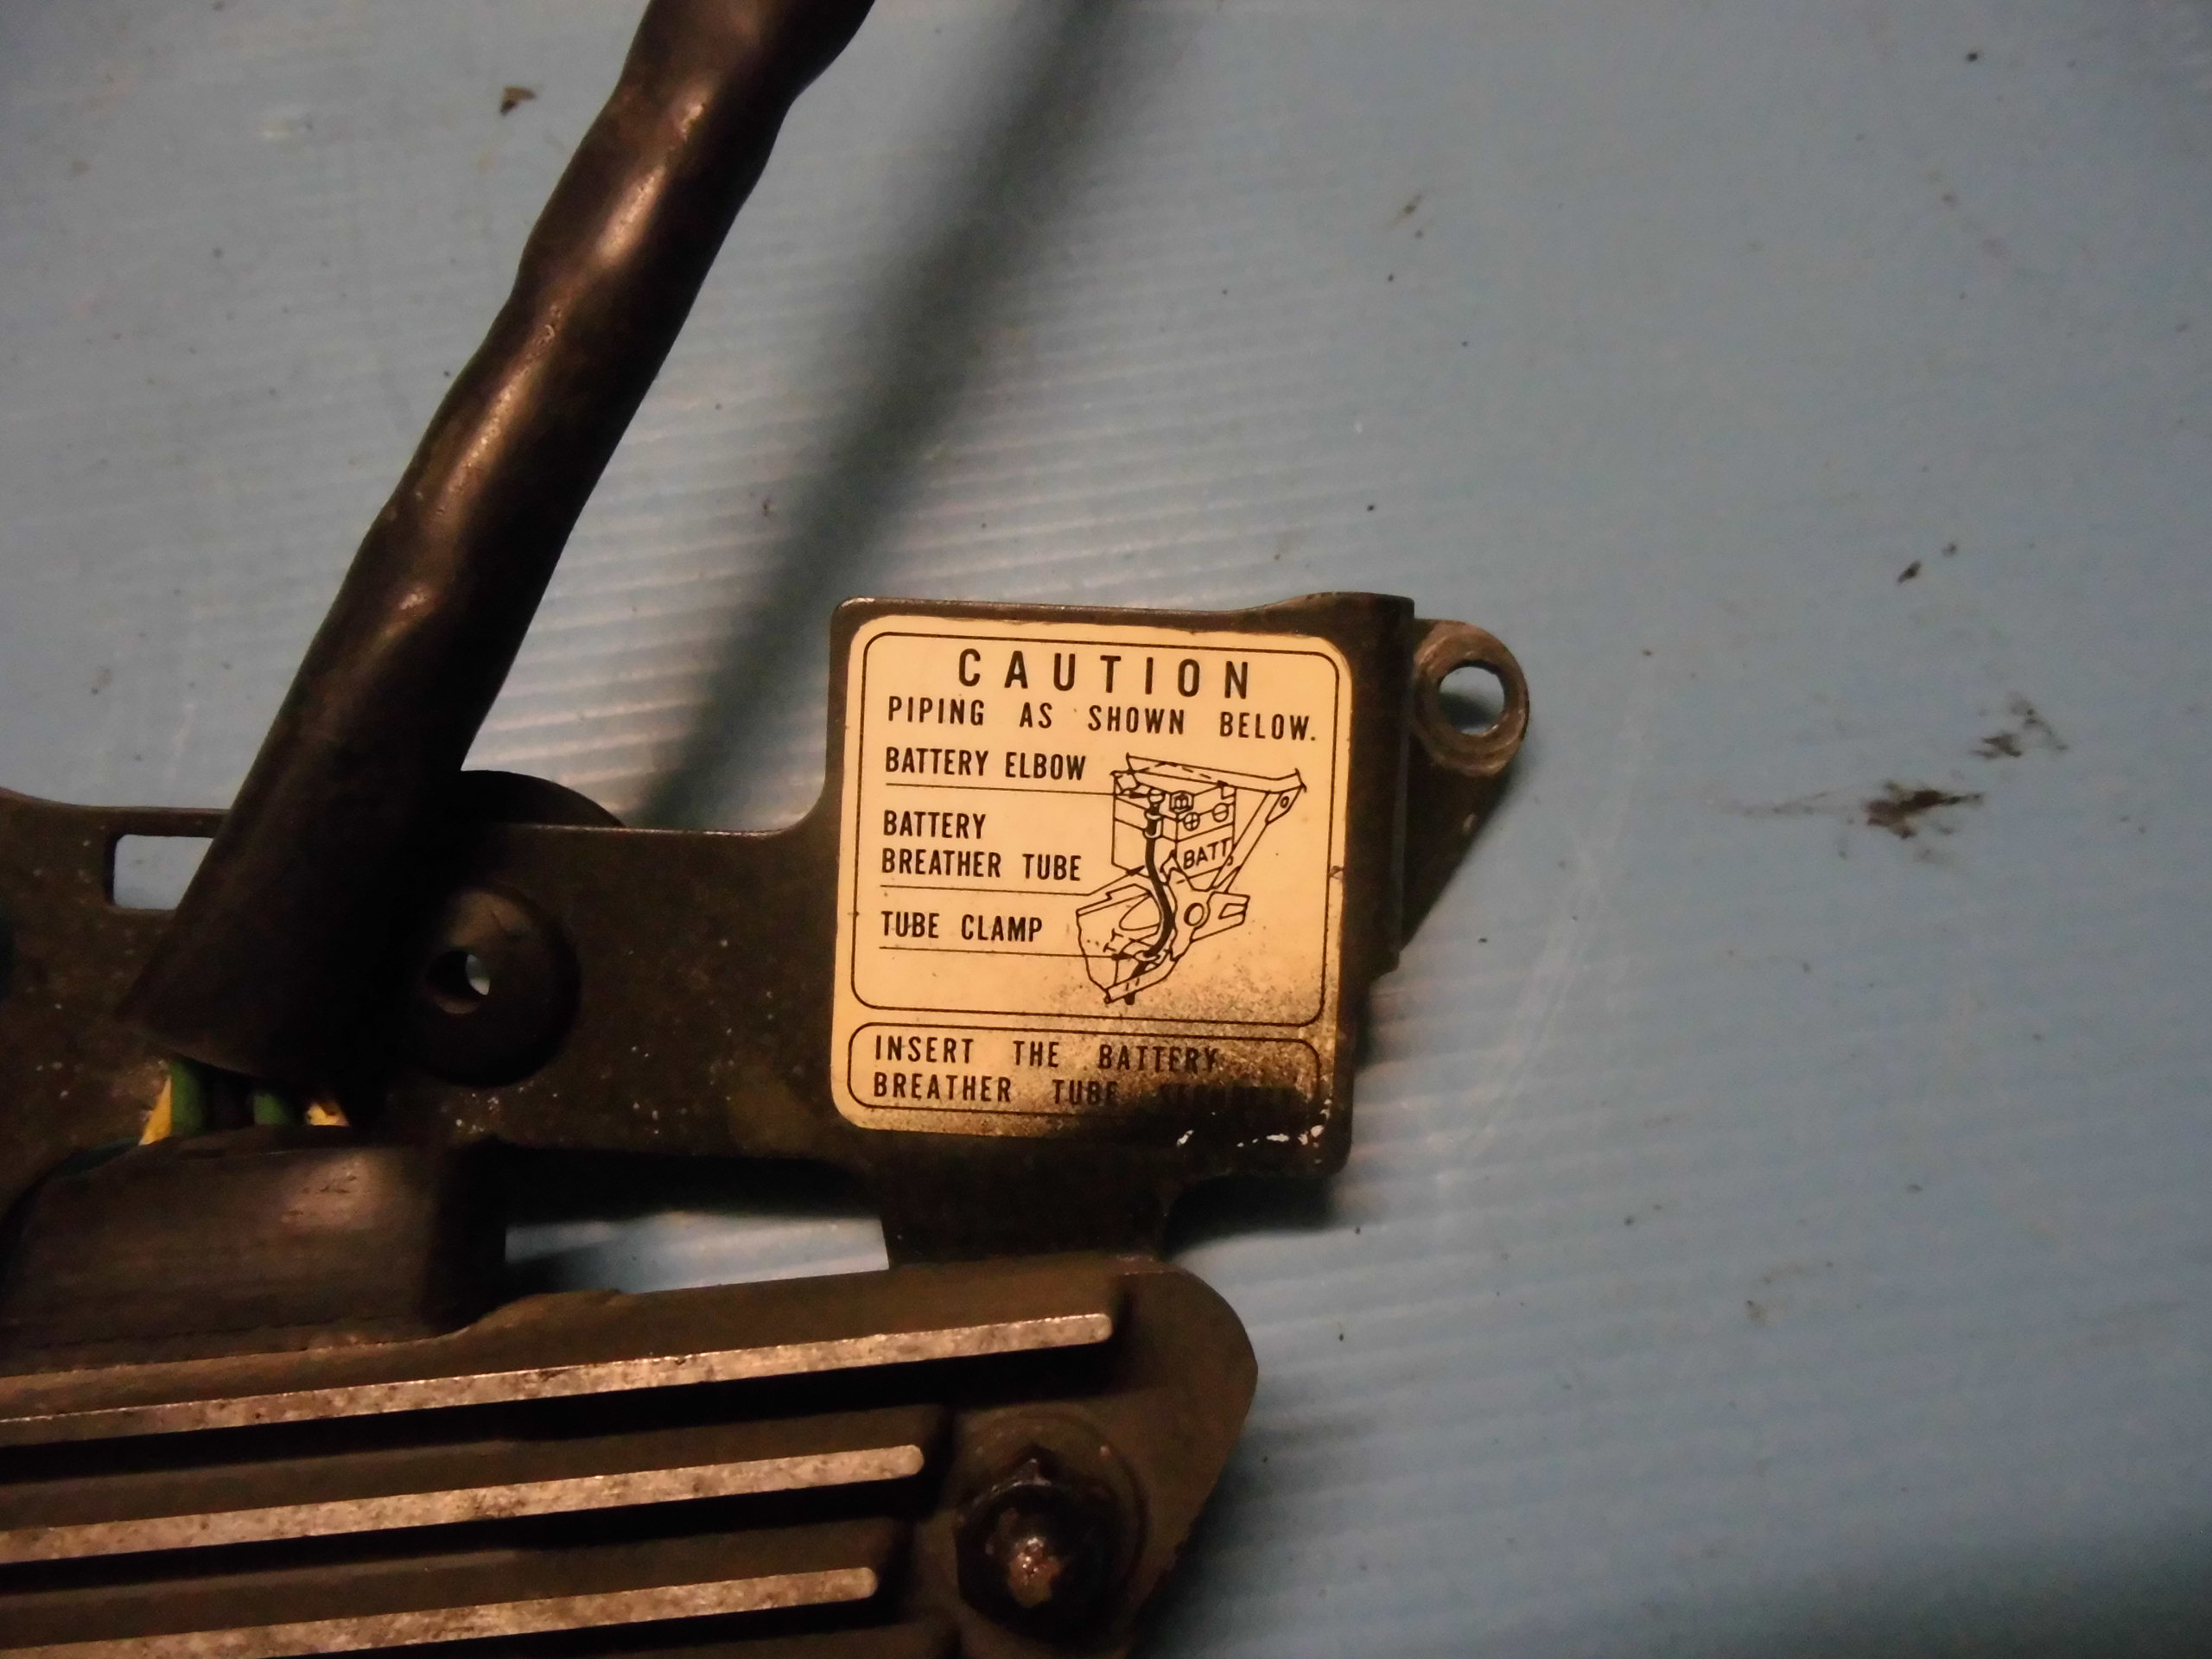 CAUTION
PIPING AS SHOWN BELOW.
BATTERY ELBOW
BATTERY
BREATHER TUBE
TUBE CLAMP
BATT
INSERT THE BATTERY
BREATHER TUBE